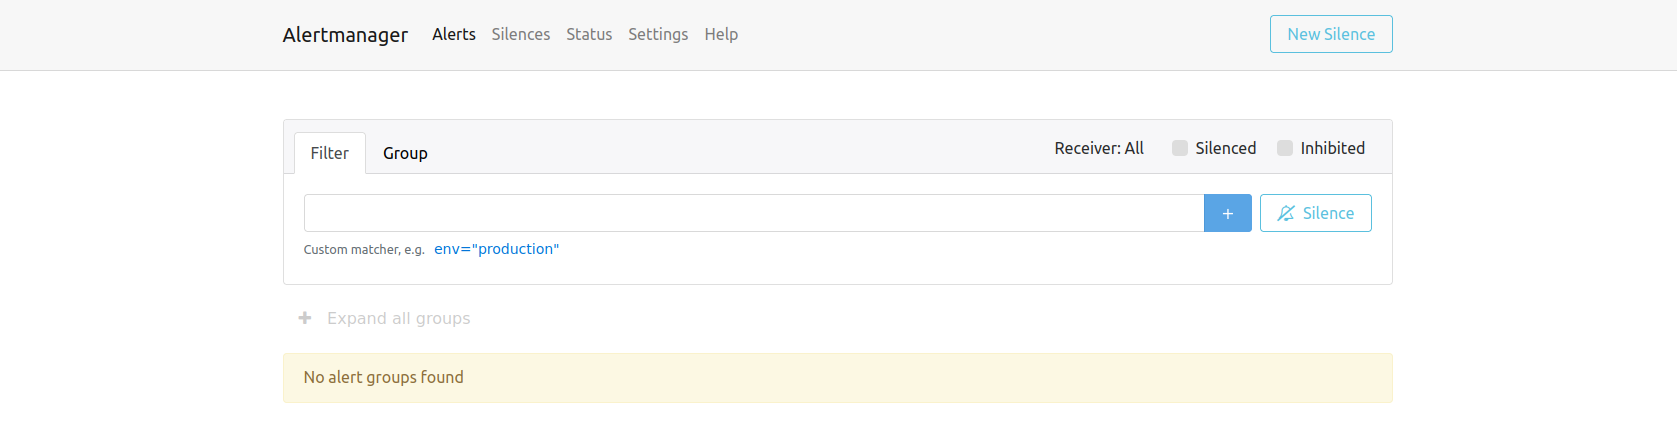 Alertmanager Alerts Silences Status Settings Help New Silence
Filter Group Receiver: All Silenced Inhibited
+ Silence
Custom matcher, e.g. env="production"
+ Expand all groups
No alert groups found